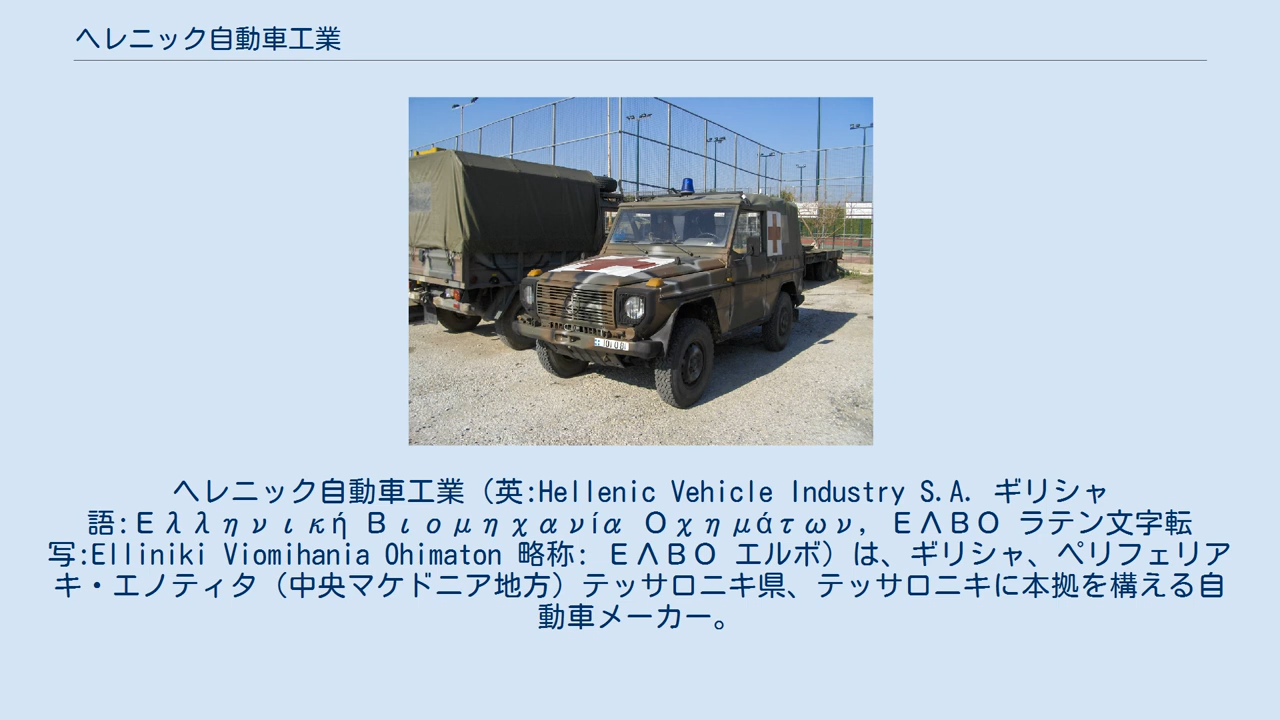 ヘレニック自動車工業
ヘレニック自動車工業（英:Hellenic Vehicle Industry S.A. ギリシャ
語:Ελληνική Βιομηχανία Οχημάτων, ΕΛΒΟ ラテン文字転
写:Elliniki Viomihania Ohimaton 略称: ΕΛΒΟ エルボ）は、ギリシャ、ペリフェリア
キ・エノティタ（中央マケドニア地方）テッサロニキ県、テッサロニキに本拠を構える自
動車メーカー。